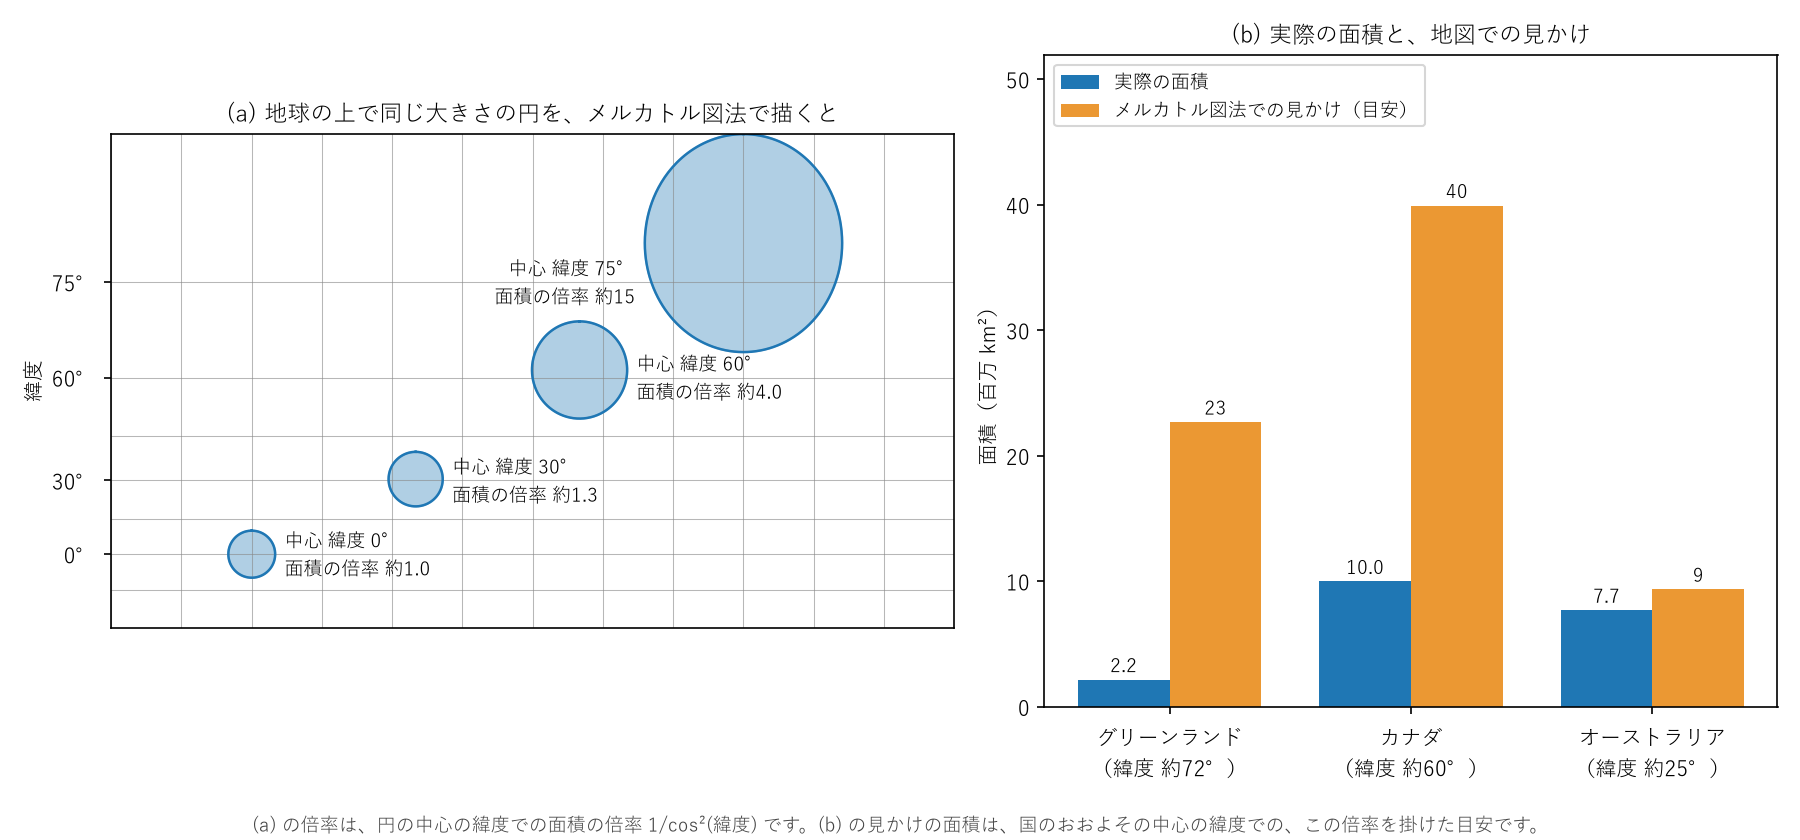 (a) 地球の上で同じ大きさの円を、メルカトル図法で描くと
緯度
75°
60°
30°
0°
中心 緯度 75°
面積の倍率 約15
中心 緯度 60°
面積の倍率 約4.0
中心 緯度 30°
面積の倍率 約1.3
中心 緯度 0°
面積の倍率 約1.0
(b) 実際の面積と、地図での見かけ
実際の面積
メルカトル図法での見かけ（目安）
面積（百万 km²）
50
40
30
20
10
0
2.2
23
10.0
40
7.7
9
グリーンランド
（緯度 約72°）
カナダ
（緯度 約60°）
オーストラリア
（緯度 約25°）
(a) の倍率は、円の中心の緯度での面積の倍率 1/cos²(緯度) です。(b) の見かけの面積は、国のおおよその中心の緯度での、この倍率を掛けた目安です。